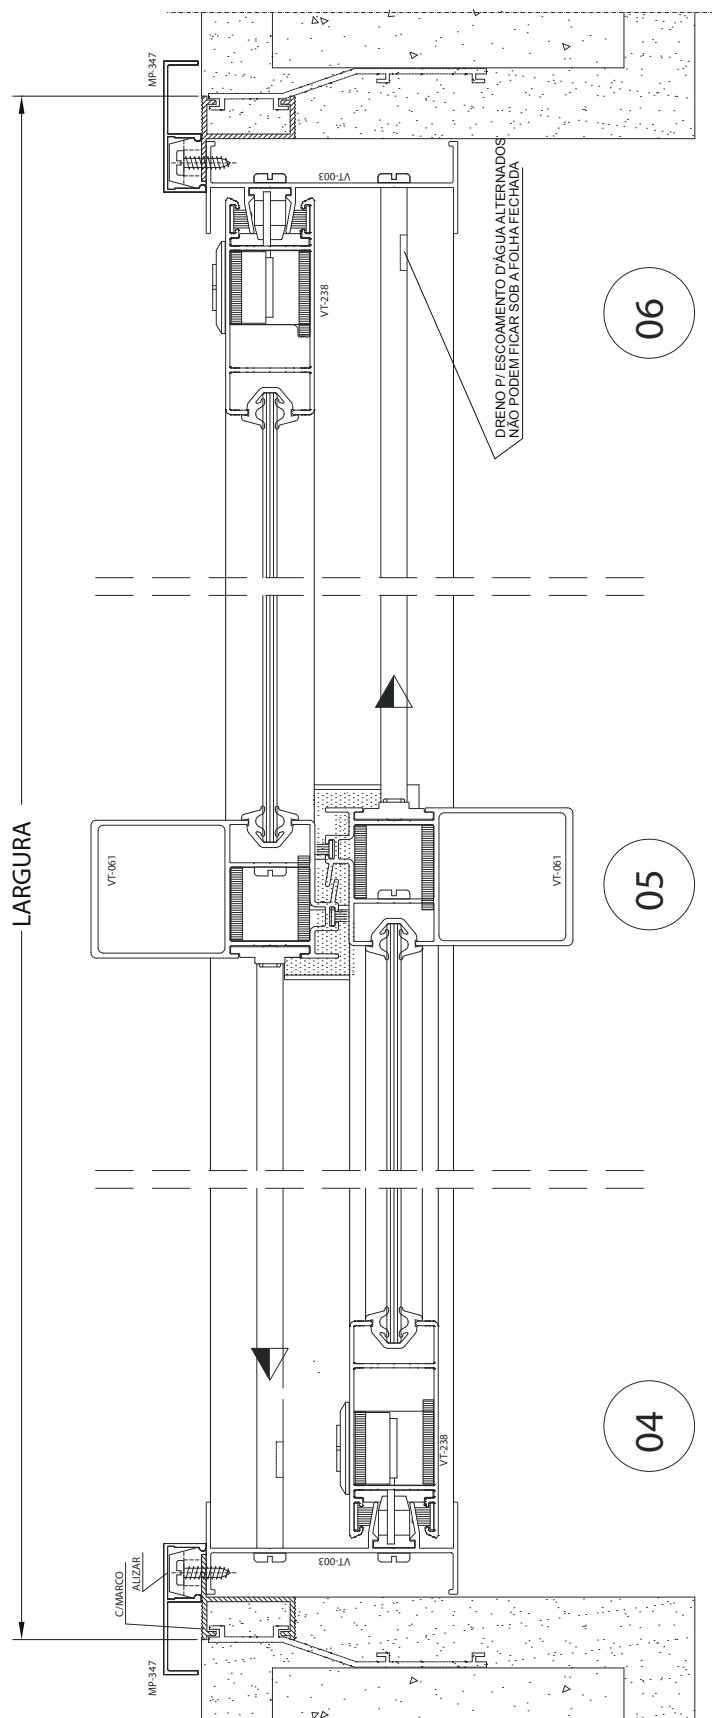 LARGURA
MP-347
VT-003
VT-238
DRENO P/ ESCOAMENTO D'ÁGUA ALTERNADOS
NÃO PODEM FICAR SOB A FOLHA FECHADA
06
VT-061
VT-061
05
VT-238
04
VT-003
C/MARCO
ALIZAR
MP-347